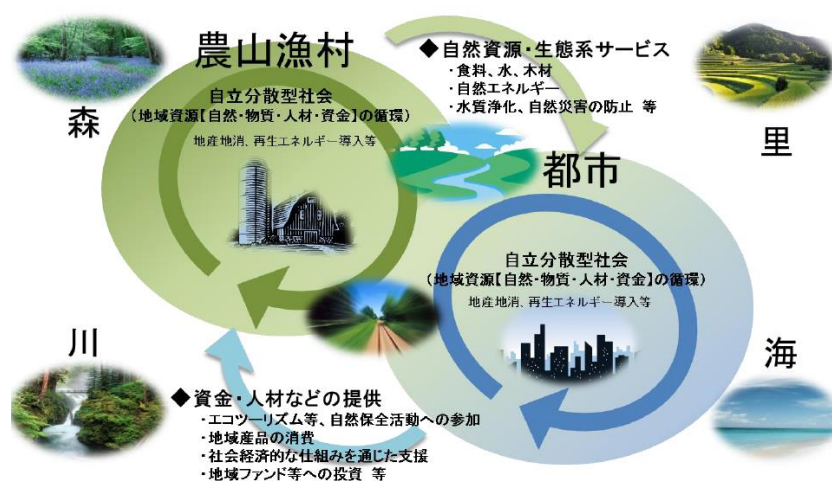 農山漁村
自立分散型社会
(地域資源【自然・物質・人材・資金】の循環)
地産地消、再生エネルギー導入等
◆自然資源・生態系サービス
・食料、水、木材
・自然エネルギー
・水質浄化、自然災害の防止 等
森
里
都市
自立分散型社会
(地域資源【自然・物質・人材・資金】の循環)
地産地消、再生エネルギー導入等
川
海
◆資金・人材などの提供
・エコツーリズム等、自然保全活動への参加
・地域産品の消費
・社会経済的な仕組みを通じた支援
・地域ファンド等への投資 等